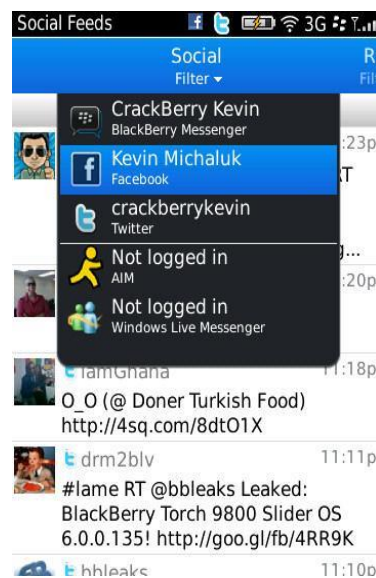 Social Feeds
3G
Social
Filter
R
Fil
CrackBerry Kevin
BlackBerry Messenger
:23p
Kevin Michaluk
Facebook
RT
crackberrykevin
Twitter
g...
Not logged in
AIM
:20p
Not logged in
Windows Live Messenger
IamGhana
11:18p
O_O (@ Doner Turkish Food)
http://4sq.com/8dtO1X
drm2blv
11:11p
#lame RT @bbleaks Leaked:
BlackBerry Torch 9800 Slider OS
6.0.0.135! http://goo.gl/fb/4RR9K
bbleaks
11:10p